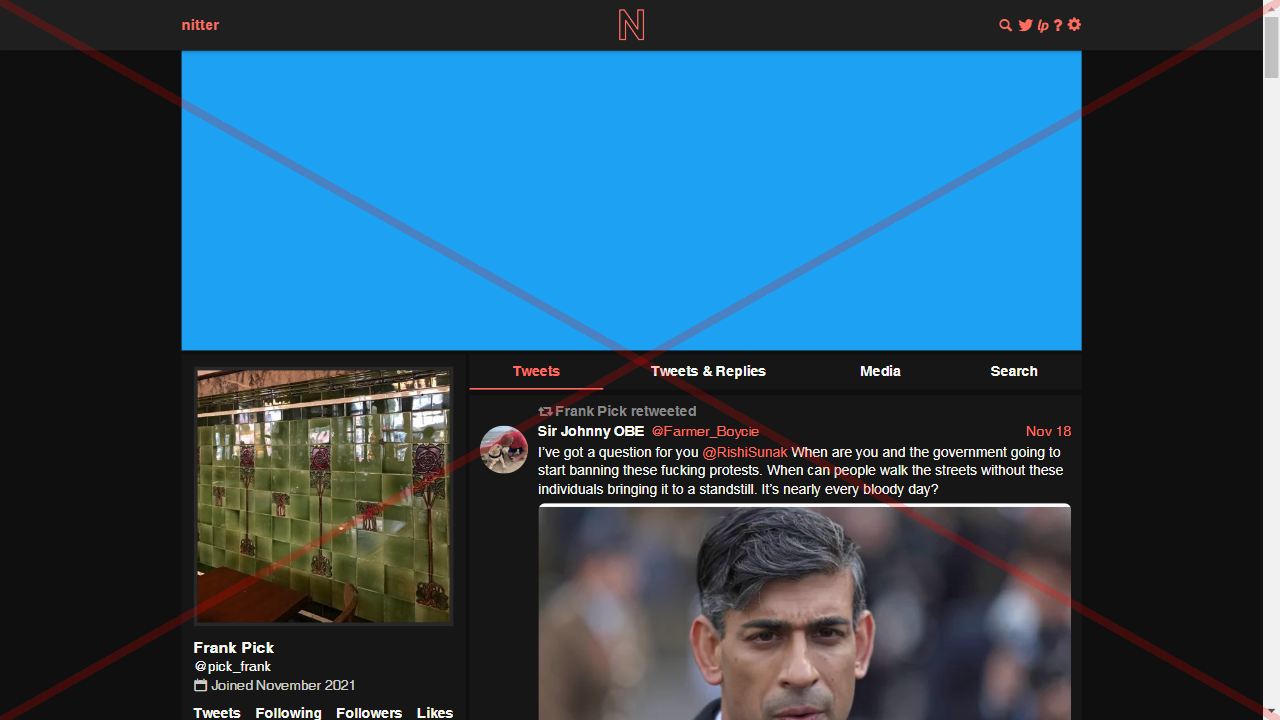 nitter
N
lp ?
Tweets
Tweets & Replies
Media
Search
Frank Pick retweeted
Sir Johnny OBE @Farmer_Boycie
Nov 18
I've got a question for you @RishiSunak When are you and the government going to
start banning these fucking protests. When can people walk the streets without these
individuals bringing it to a standstill. It's nearly every bloody day?
Frank Pick
@pick_frank
Joined November 2021
Tweets
Following
Followers
Likes